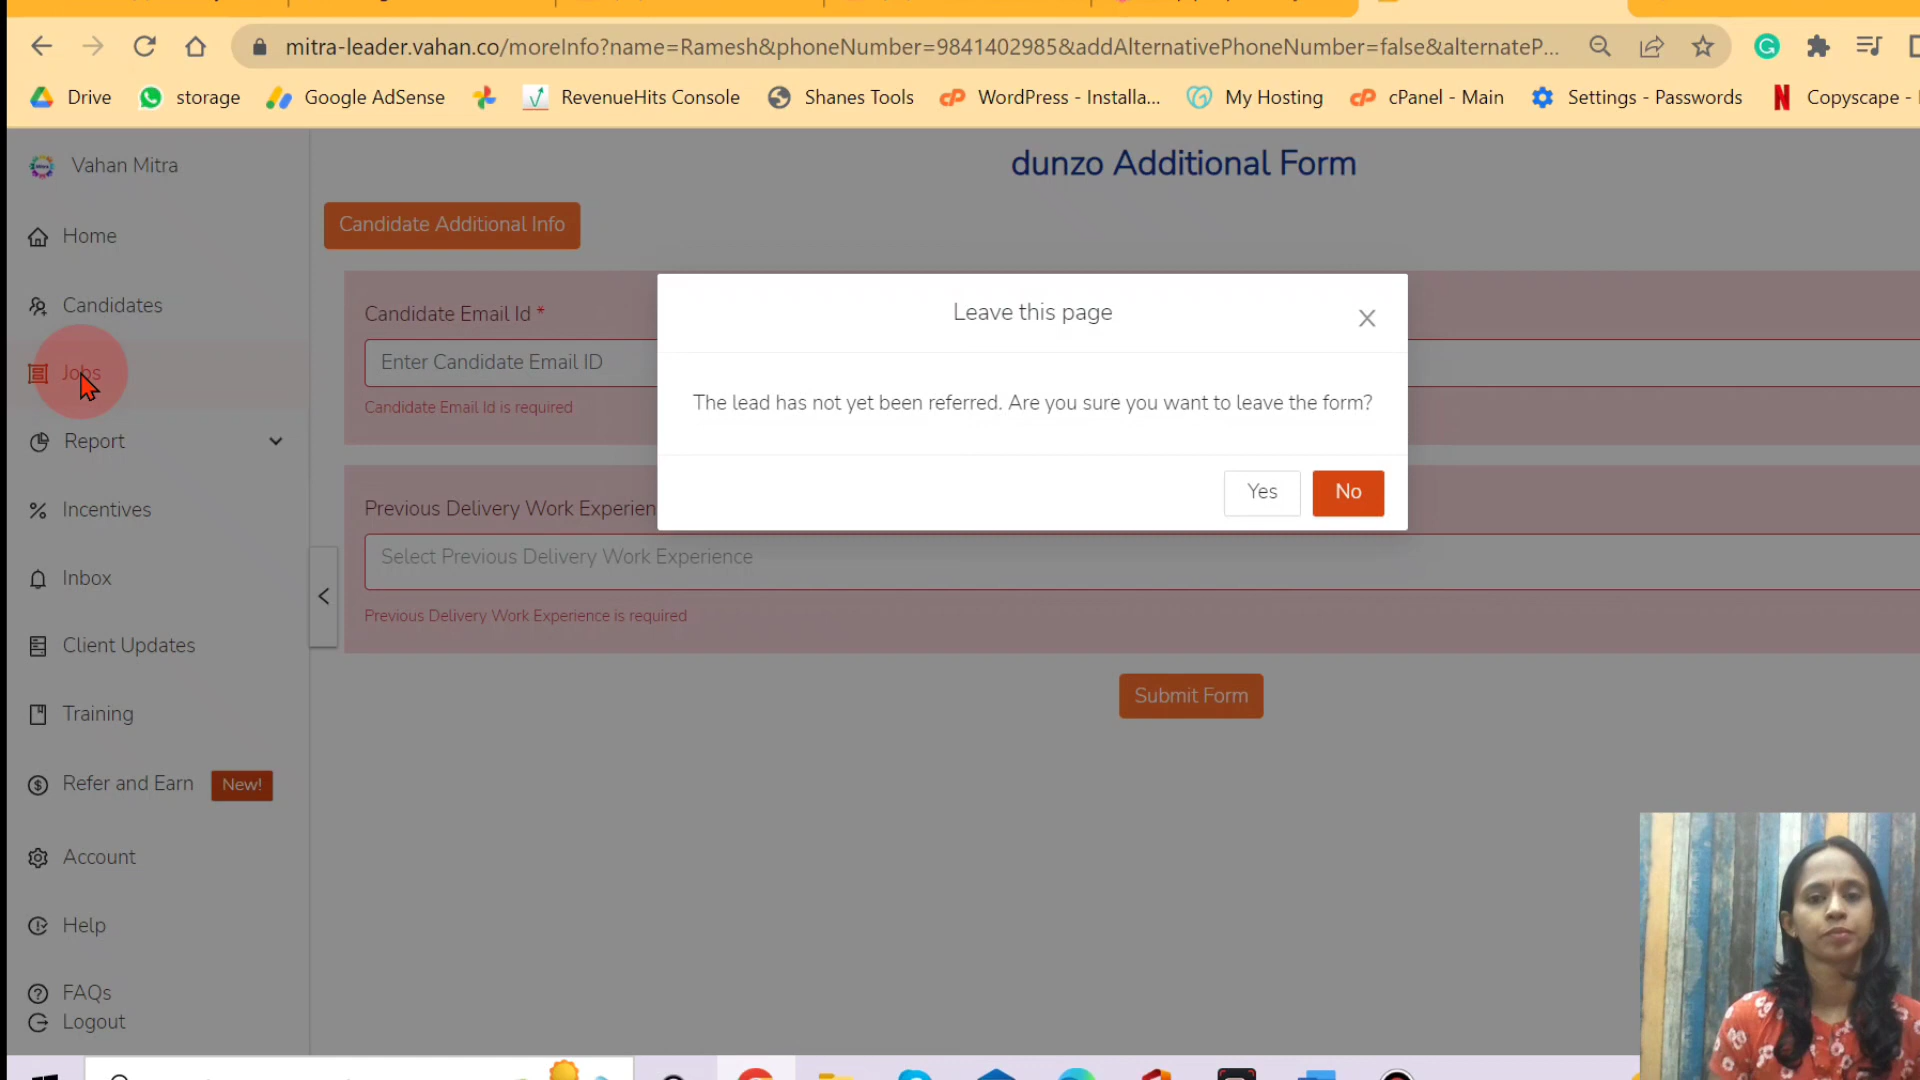 mitra-leader.vahan.co/moreInfo?name=Ramesh&phoneNumber=9841402985&addAlternativePhoneNumber=false&alternateP...
Drive storage Google AdSense RevenueHits Console Shanes Tools WordPress - Installa... My Hosting cPanel - Main Settings - Passwords Copyscape -
Vahan Mitra
dunzo Additional Form
Home
Candidate Additional Info
Candidates
Candidate Email Id *
Leave this page
Enter Candidate Email ID
Jobs
Candidate Email Id is required
The lead has not yet been referred. Are you sure you want to leave the form?
Report
Yes No
Incentives
Previous Delivery Work Experien
Select Previous Delivery Work Experience
Inbox
Previous Delivery Work Experience is required
Client Updates
Submit Form
Training
Refer and Earn New!
Account
Help
FAQs
Logout